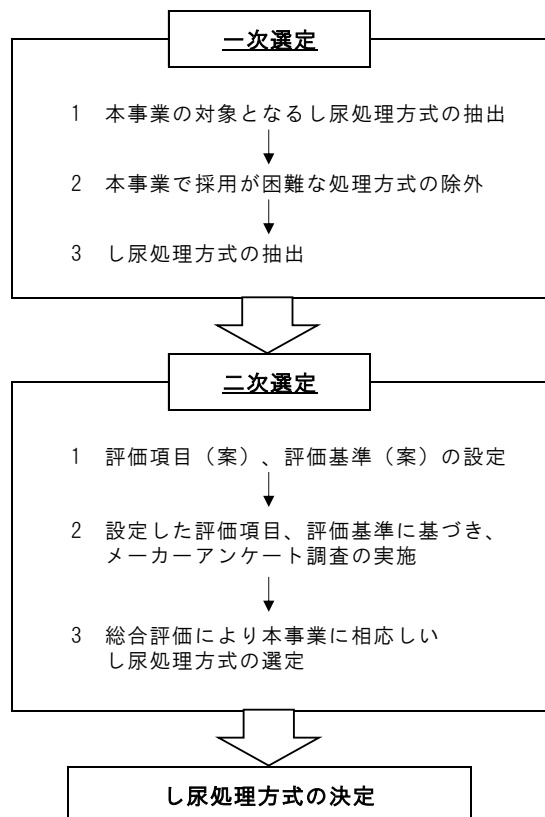 一次選定
1 本事業の対象となるし尿処理方式の抽出
2 本事業で採用が困難な処理方式の除外
3 し尿処理方式の抽出
二次選定
1 評価項目（案）、評価基準（案）の設定
2 設定した評価項目、評価基準に基づき、
メーカーアンケート調査の実施
3 総合評価により本事業に相応しい
し尿処理方式の選定
し尿処理方式の決定